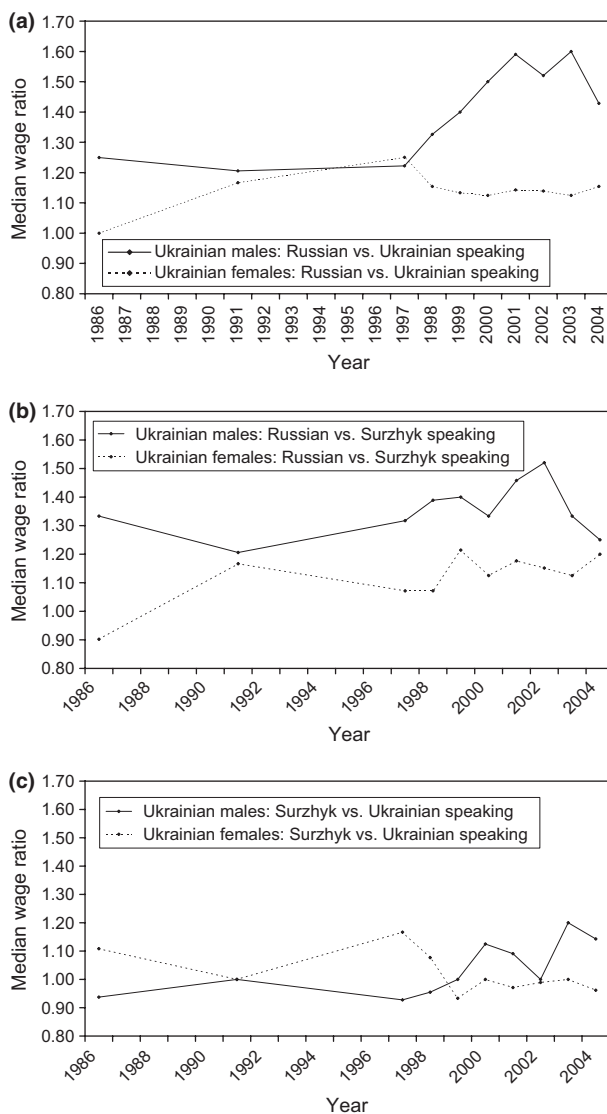 (a)
1.70
1.60
1.50
1.40
1.30
1.20
1.10
1.00
0.90
0.80
Median wage ratio
Ukrainian males: Russian vs. Ukrainian speaking
Ukrainian females: Russian vs. Ukrainian speaking
1986 1987 1988 1989 1990 1991 1992 1993 1994 1995 1996 1997 1998 1999 2000 2001 2002 2003 2004
Year
(b)
1.70
1.60
1.50
1.40
1.30
1.20
1.10
1.00
0.90
0.80
Median wage ratio
Ukrainian males: Russian vs. Surzhyk speaking
Ukrainian females: Russian vs. Surzhyk speaking
1986 1988 1990 1992 1994 1996 1998 2000 2002 2004
Year
(c)
1.70
1.60
1.50
1.40
1.30
1.20
1.10
1.00
0.90
0.80
Median wage ratio
Ukrainian males: Surzhyk vs. Ukrainian speaking
Ukrainian females: Surzhyk vs. Ukrainian speaking
1986 1988 1990 1992 1994 1996 1998 2000 2002 2004
Year